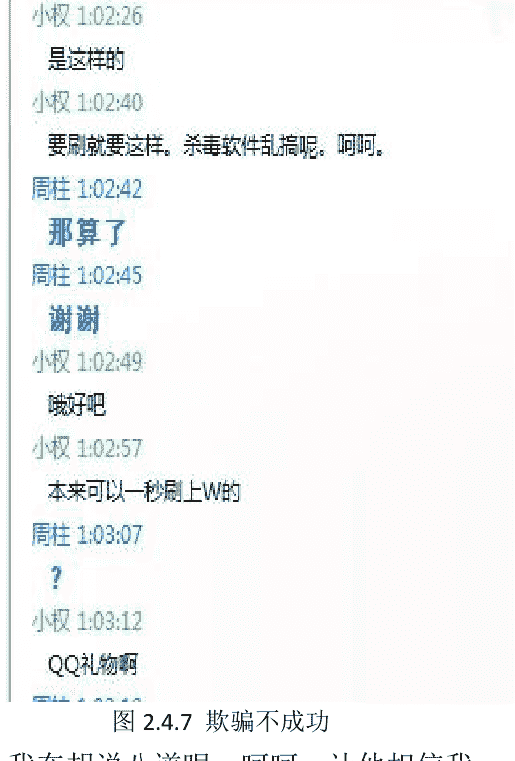 小权 1:02:26
是这样的
小权 1:02:40
要刷就要这样。杀毒软件乱搞呢。呵呵。
周柱 1:02:42
那算了
周柱 1:02:45
谢谢
小权 1:02:49
哦好吧
小权 1:02:57
本来可以一秒刷上W的
周柱 1:03:07
?
小权 1:03:12
QQ礼物啊
图 2.4.7 欺骗不成功